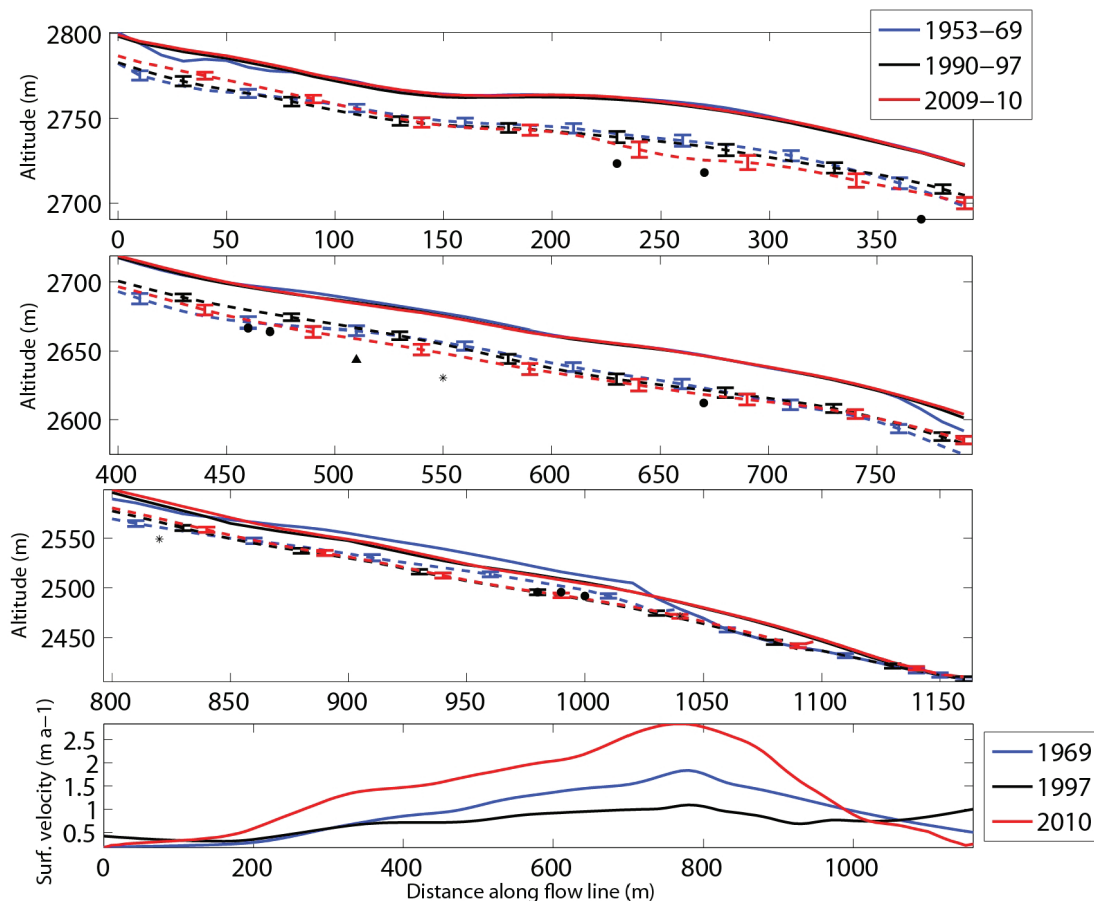 1953–69
1990–97
2009–10
Altitude (m)
2800
2750
2700
0 50 100 150 200 250 300 350
Altitude (m)
2700
2650
2600
400 450 500 550 600 650 700 750
Altitude (m)
2550
2500
2450
800 850 900 950 1000 1050 1100 1150
Surf. velocity (m a−1)
2.5
2
1.5
1
0.5
0 200 400 600 800 1000
Distance along flow line (m)
1969
1997
2010